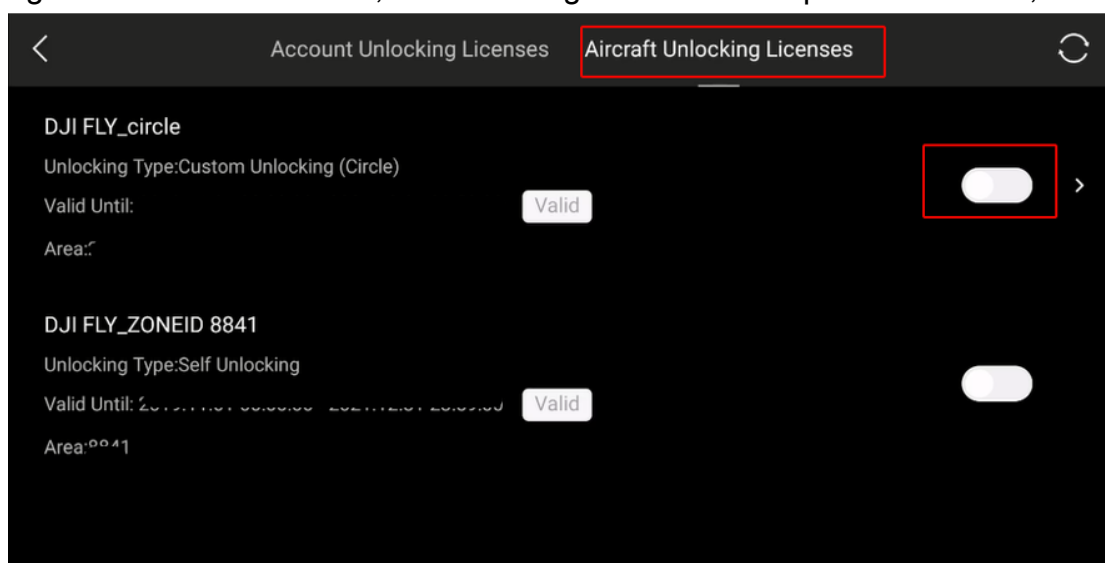 Account Unlocking Licenses Aircraft Unlocking Licenses
DJI FLY_circle
Unlocking Type:Custom Unlocking (Circle)
Valid Until:
Valid
Area:
DJI FLY_ZONEID 8841
Unlocking Type:Self Unlocking
Valid Until:
Valid
Area:8841